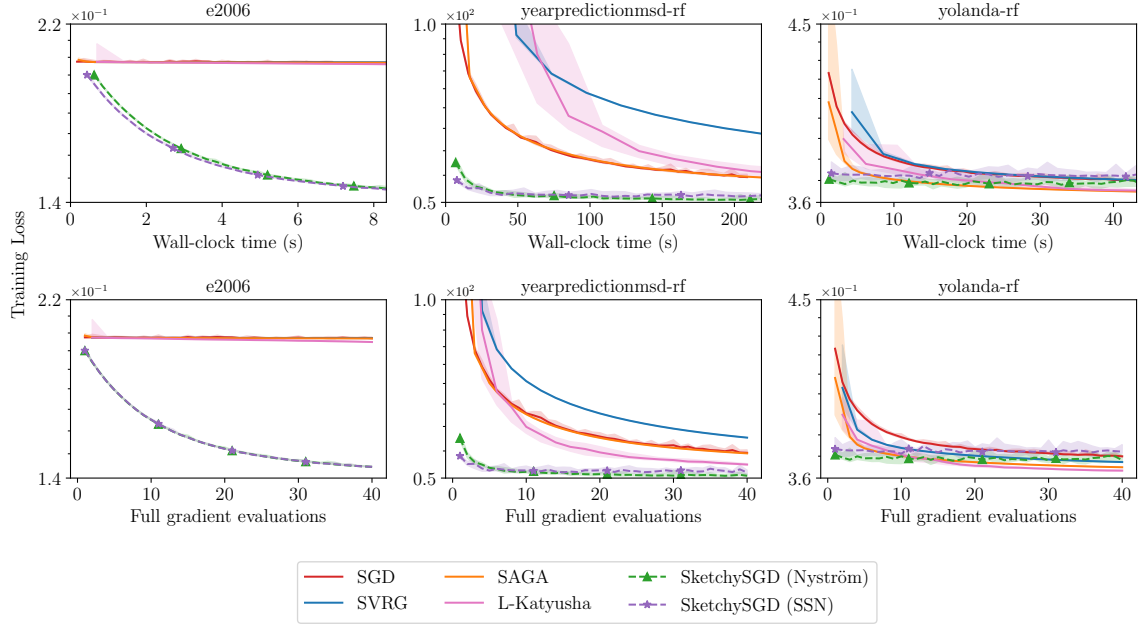 e2006 yearpredictionmsd-rf yolanda-rf
×10⁻¹ ×10² ×10⁻¹
2.2 1.0 4.5
1.4 0.5 3.6
0 2 4 6 8 0 50 100 150 200 0 10 20 30 40
Wall-clock time (s) Wall-clock time (s) Wall-clock time (s)
Training Loss
e2006 yearpredictionmsd-rf yolanda-rf
×10⁻¹ ×10² ×10⁻¹
2.2 1.0 4.5
1.4 0.5 3.6
0 10 20 30 40 0 10 20 30 40 0 10 20 30 40
Full gradient evaluations Full gradient evaluations Full gradient evaluations
SGD SAGA SketchySGD (Nyström)
SVRG L-Katyusha SketchySGD (SSN)